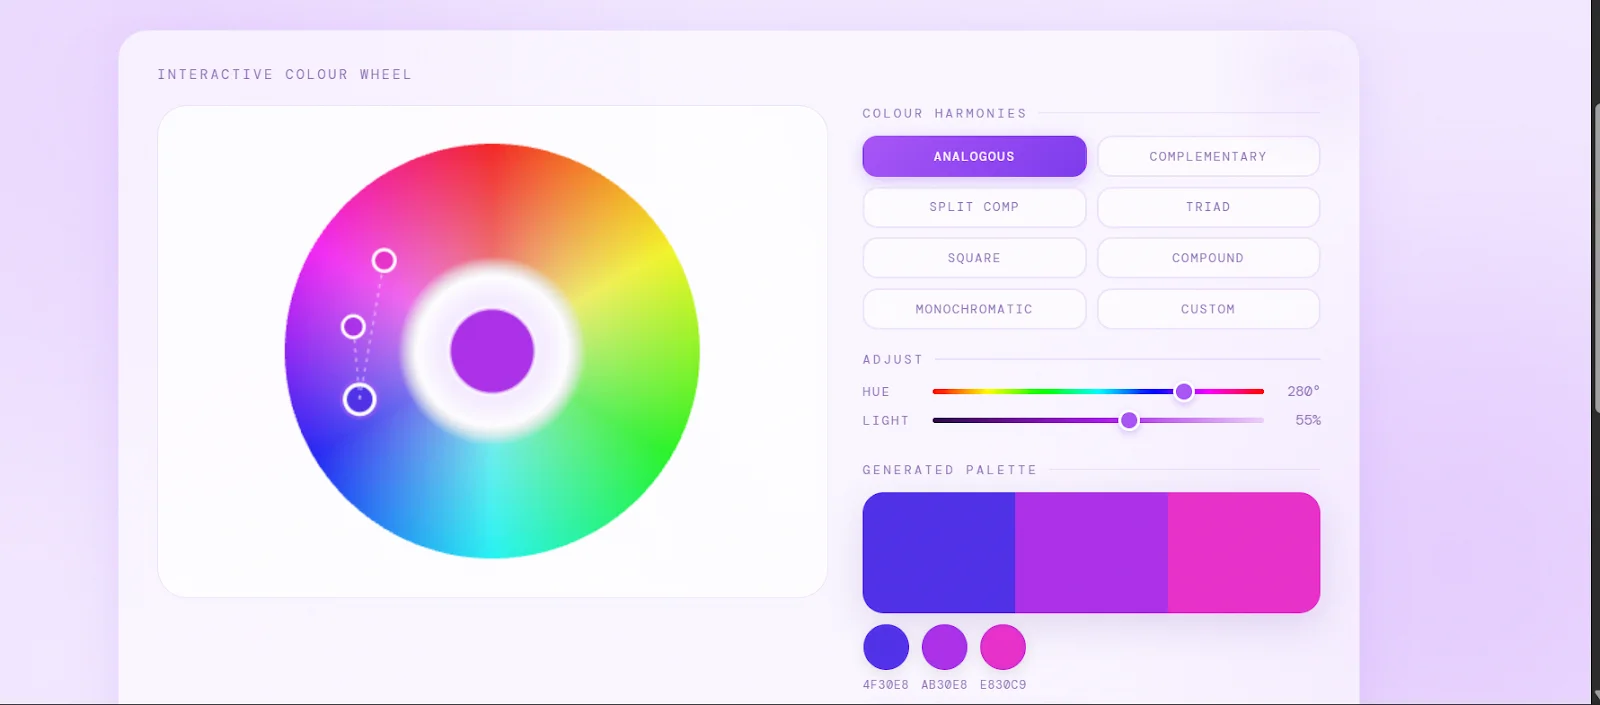 INTERACTIVE COLOUR WHEEL
COLOUR HARMONIES
ANALOGOUS
COMPLEMENTARY
SPLIT COMP
TRIAD
SQUARE
COMPOUND
MONOCHROMATIC
CUSTOM
ADJUST
HUE 280°
LIGHT 55%
GENERATED PALETTE
4F30E8 AB30E8 E830C9